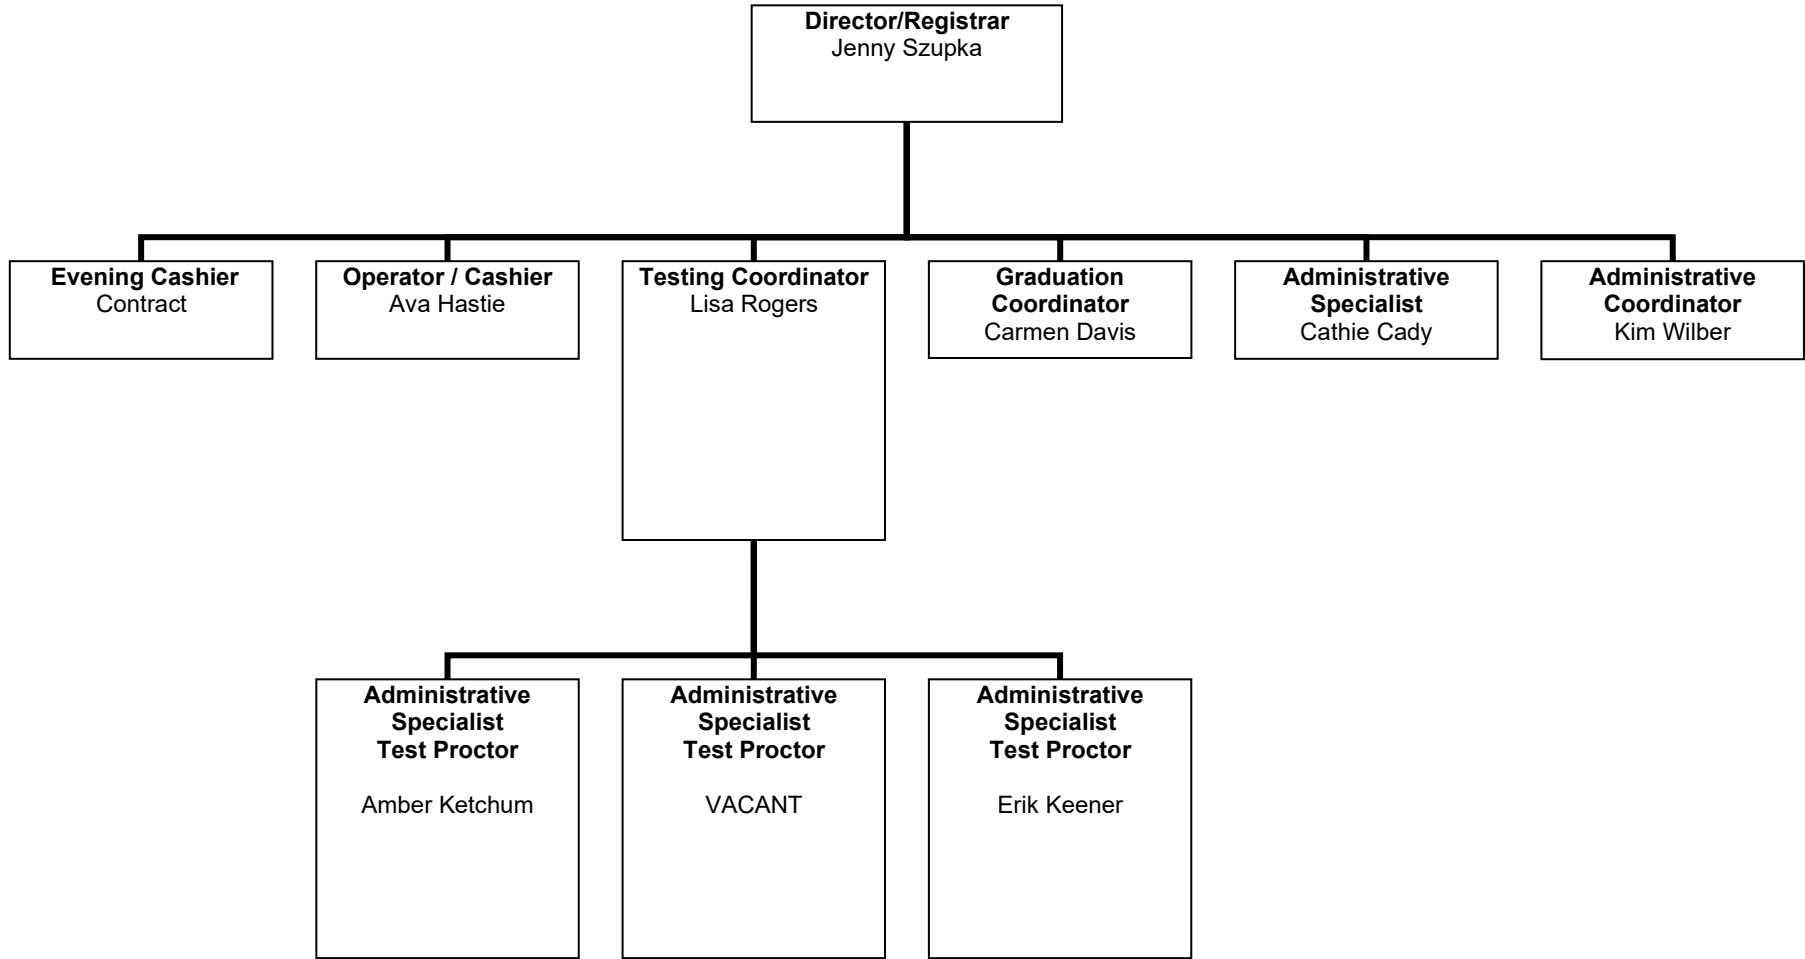 Director/Registrar
Jenny Szupka
Evening Cashier
Contract
Operator / Cashier
Ava Hastie
Testing Coordinator
Lisa Rogers
Graduation
Coordinator
Carmen Davis
Administrative
Specialist
Cathie Cady
Administrative
Coordinator
Kim Wilber
Administrative
Specialist
Test Proctor
Amber Ketchum
Administrative
Specialist
Test Proctor
VACANT
Administrative
Specialist
Test Proctor
Erik Keener